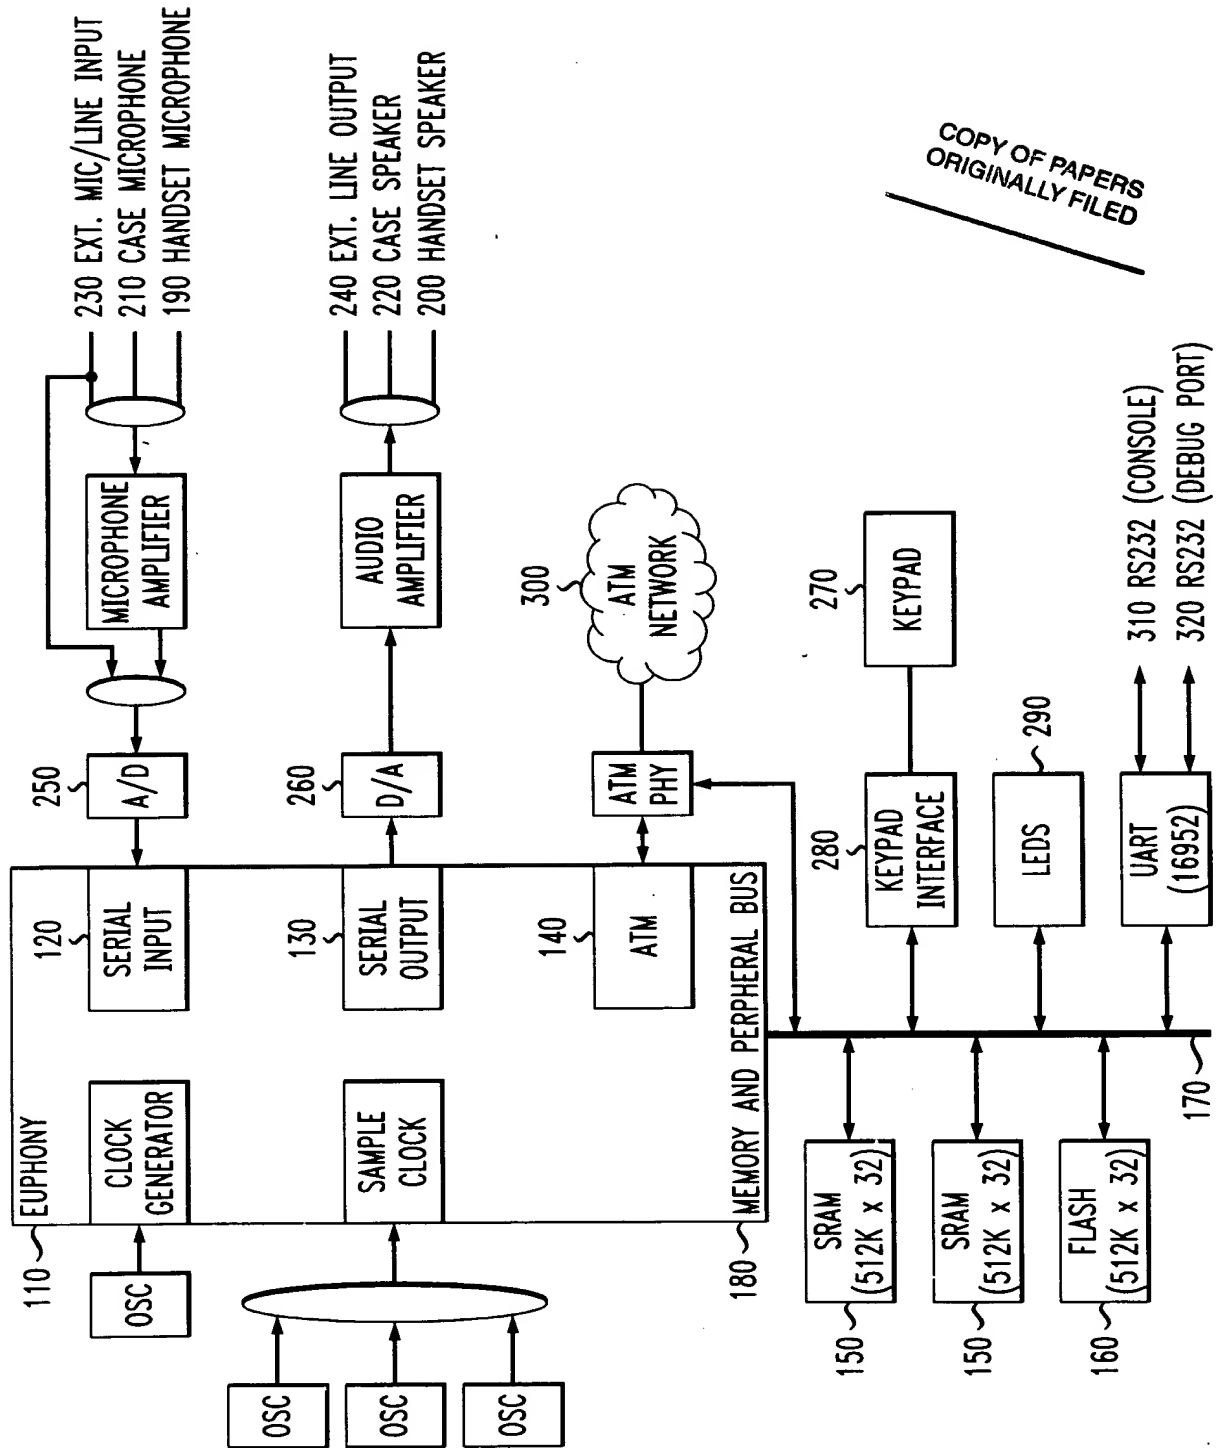 COPY OF PAPERS
ORIGINALLY FILED
110
EUPHONY
OSC
CLOCK
GENERATOR
120
SERIAL
INPUT
250
A/D
MICROPHONE
AMPLIFIER
230 EXT. MIC/LINE INPUT
210 CASE MICROPHONE
190 HANDSET MICROPHONE
OSC
OSC
OSC
SAMPLE
CLOCK
130
SERIAL
OUTPUT
260
D/A
AUDIO
AMPLIFIER
240 EXT. LINE OUTPUT
220 CASE SPEAKER
200 HANDSET SPEAKER
140
ATM
ATM
PHY
300
ATM
NETWORK
180
MEMORY AND PERPHERAL BUS
150
SRAM
(512K x 32)
150
SRAM
(512K x 32)
160
FLASH
(512K x 32)
170
280
KEYPAD
INTERFACE
270
KEYPAD
LEDS
290
UART
(16952)
310 RS232 (CONSOLE)
320 RS232 (DEBUG PORT)